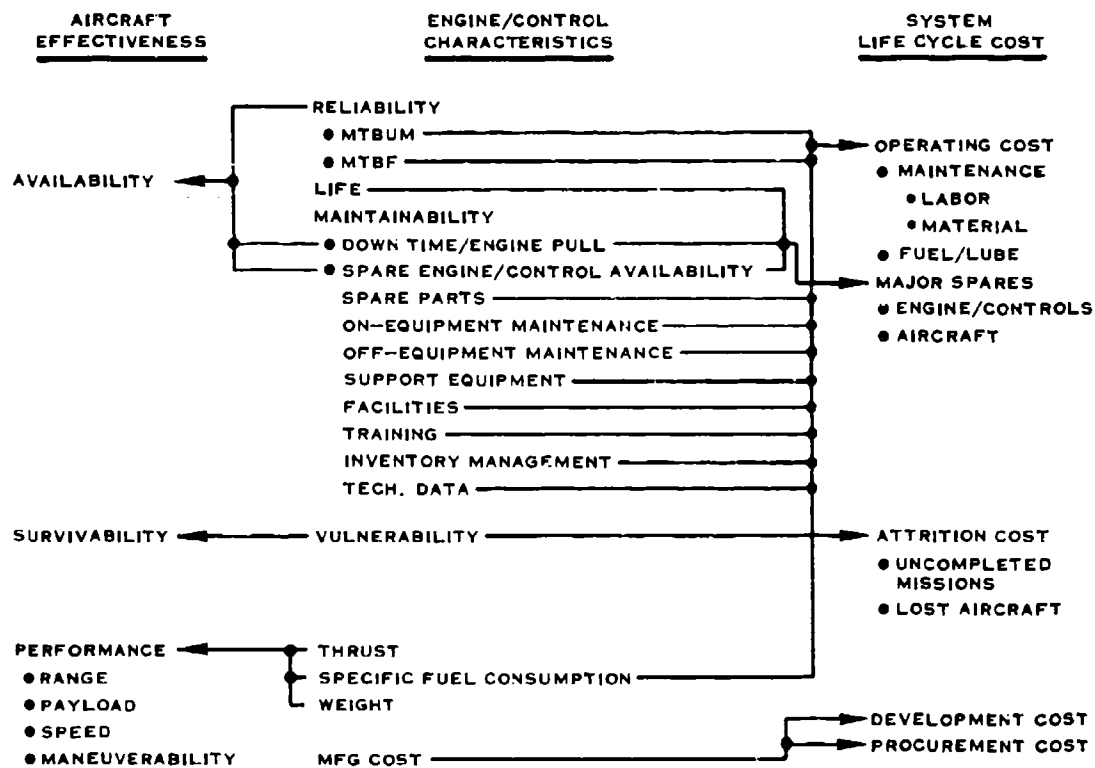 AIRCRAFT
EFFECTIVENESS
ENGINE/CONTROL
CHARACTERISTICS
SYSTEM
LIFE CYCLE COST
AVAILABILITY
RELIABILITY
• MTBUM
• MTBF
LIFE
MAINTAINABILITY
• DOWN TIME/ENGINE PULL
• SPARE ENGINE/CONTROL AVAILABILITY
SPARE PARTS
ON-EQUIPMENT MAINTENANCE
OFF-EQUIPMENT MAINTENANCE
SUPPORT EQUIPMENT
FACILITIES
TRAINING
INVENTORY MANAGEMENT
TECH. DATA
OPERATING COST
• MAINTENANCE
• LABOR
• MATERIAL
• FUEL/LUBE
MAJOR SPARES
• ENGINE/CONTROLS
• AIRCRAFT
SURVIVABILITY
VULNERABILITY
ATTRITION COST
• UNCOMPLETED
MISSIONS
• LOST AIRCRAFT
PERFORMANCE
• RANGE
• PAYLOAD
• SPEED
• MANEUVERABILITY
THRUST
SPECIFIC FUEL CONSUMPTION
WEIGHT
MFG COST
DEVELOPMENT COST
PROCUREMENT COST